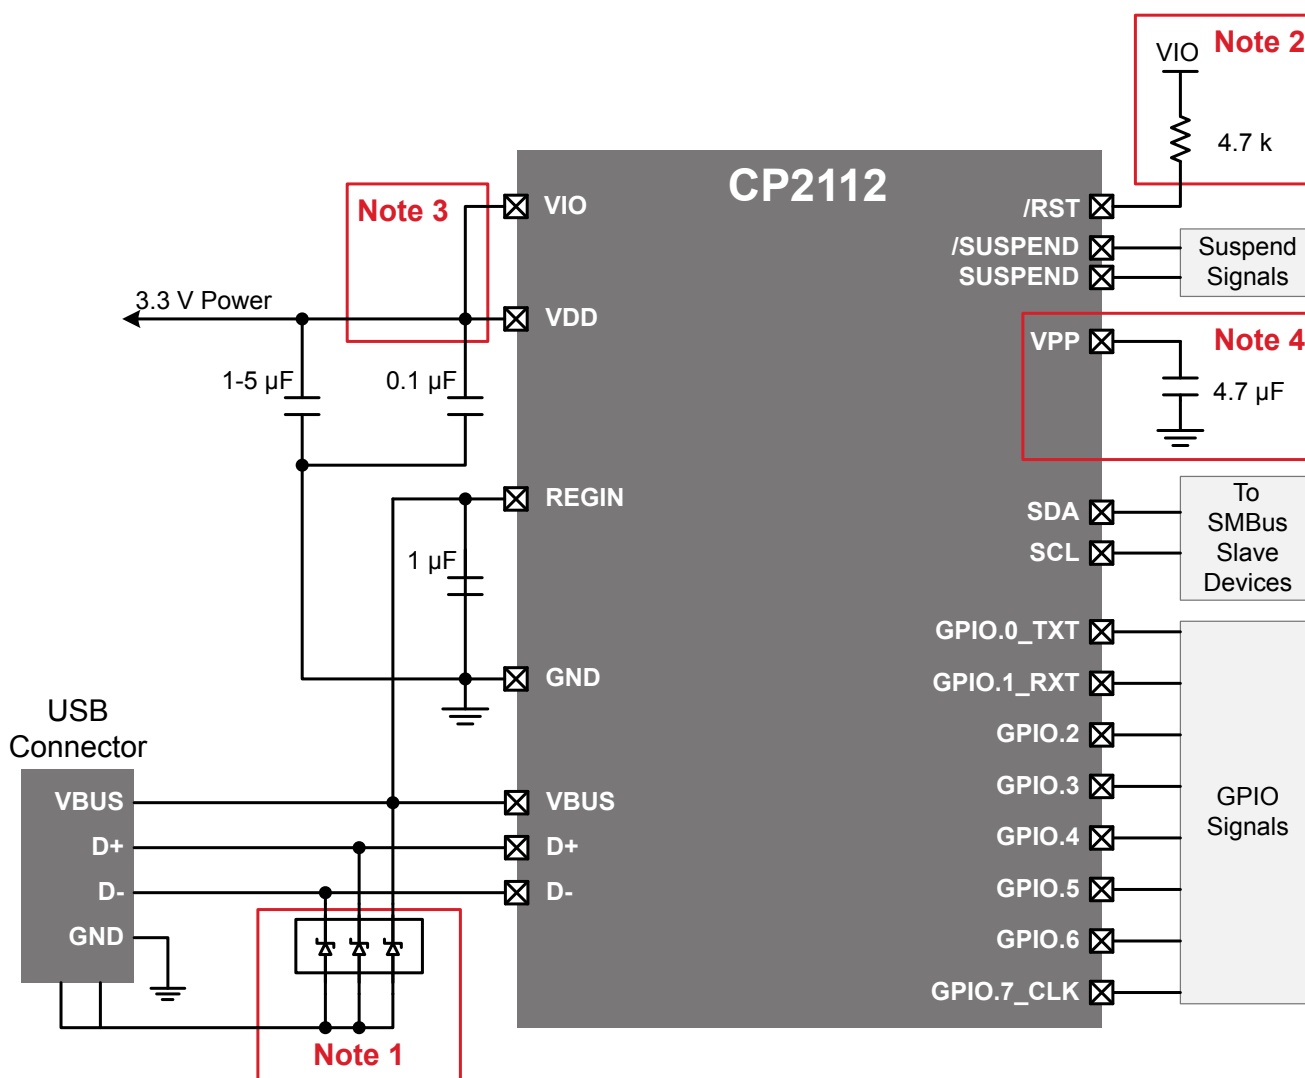 Note 2
VIO
4.7 k
CP2112
Note 3
VIO
/RST
/SUSPEND
SUSPEND
Suspend
Signals
3.3 V Power
VDD
VPP
Note 4
1-5 µF
0.1 µF
4.7 µF
REGIN
SDA
SCL
To
SMBus
Slave
Devices
1 µF
GPIO.0_TXT
GPIO.1_RXT
GND
GPIO.2
GPIO.3
GPIO.4
GPIO.5
GPIO.6
GPIO.7_CLK
GPIO
Signals
USB
Connector
VBUS
D+
D-
GND
VBUS
D+
D-
Note 1